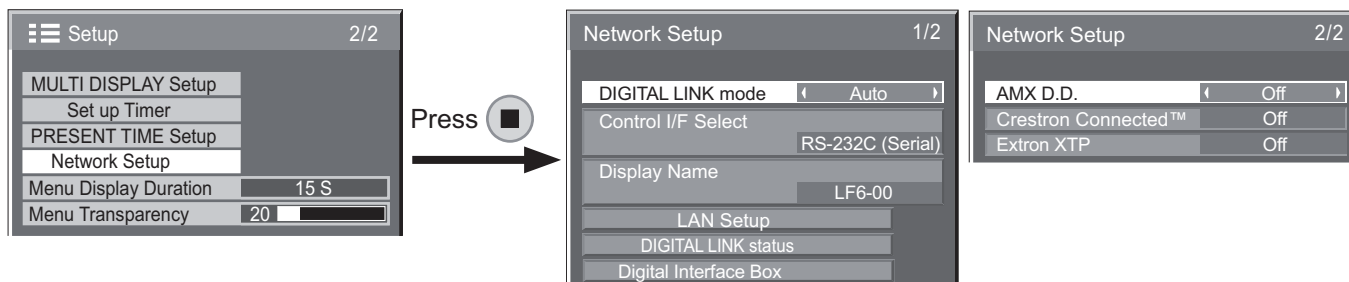 Setup 2/2
MULTI DISPLAY Setup
Set up Timer
PRESENT TIME Setup
Network Setup
Menu Display Duration 15 S
Menu Transparency 20
Press
Network Setup 1/2
DIGITAL LINK mode Auto
Control I/F Select
RS-232C (Serial)
Display Name
LF6-00
LAN Setup
DIGITAL LINK status
Digital Interface Box
Network Setup 2/2
AMX D.D. Off
Crestron Connected™ Off
Extron XTP Off